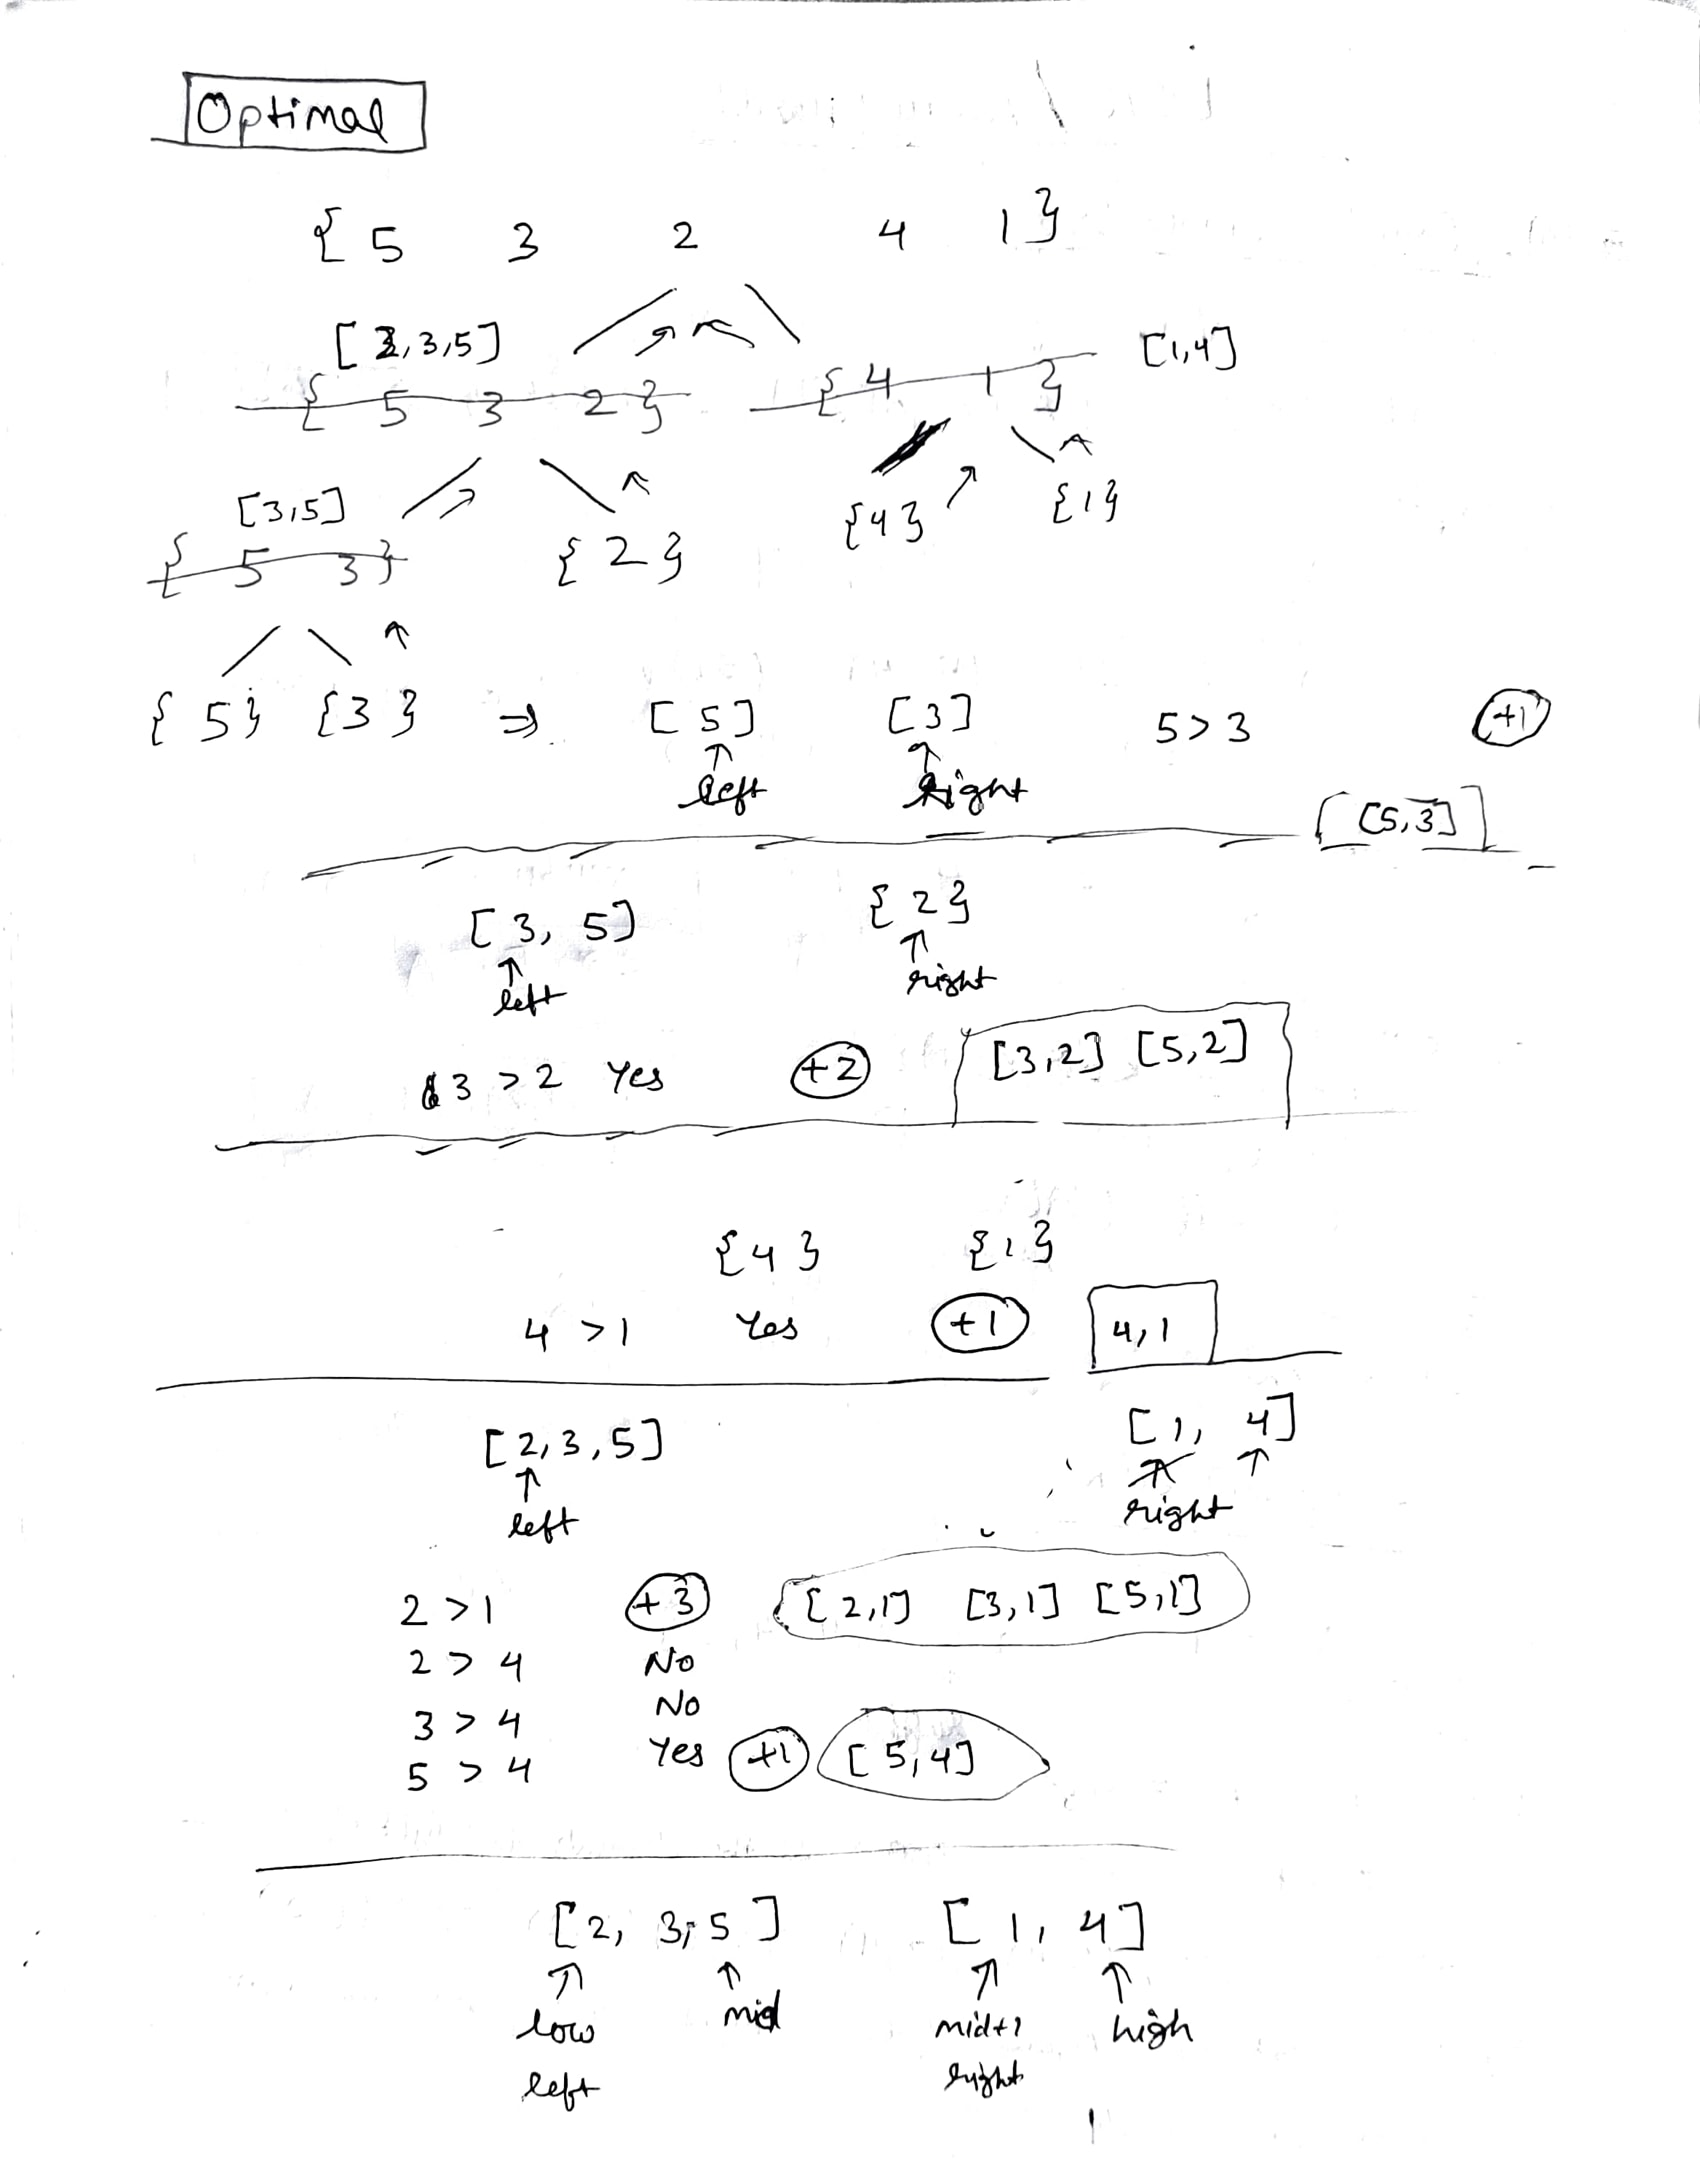 Optimal
{ 5 3 2 4 1 }
[ 2, 3, 5 ] [1,4]
{ 5 3 2 } { 4 1 }
[3,5]
{4} {1}
{ 5 3 } { 2 }
{ 5 } { 3 } ⇒ [ 5 ] [ 3 ] 5 > 3 +1
↑ ↑
left Right
[ [5,3] ]
[ 3, 5 ] { 2 }
↑ ↑
left right
3 > 2 Yes +2 [3,2] [5,2]
{ 4 } { 1 }
4 > 1 Yes +1 4, 1
[ 2, 3, 5 ] [ 1, 4 ]
↑ ↑ ↑
left right
2 > 1 +3 [ 2,1] [3,1] [5,1]
2 > 4 No
3 > 4 No
5 > 4 Yes +1 [ 5,4]
[ 2, 3, 5 ] [ 1, 4 ]
↑ ↑ ↑ ↑
low mid mid+1 high
left right